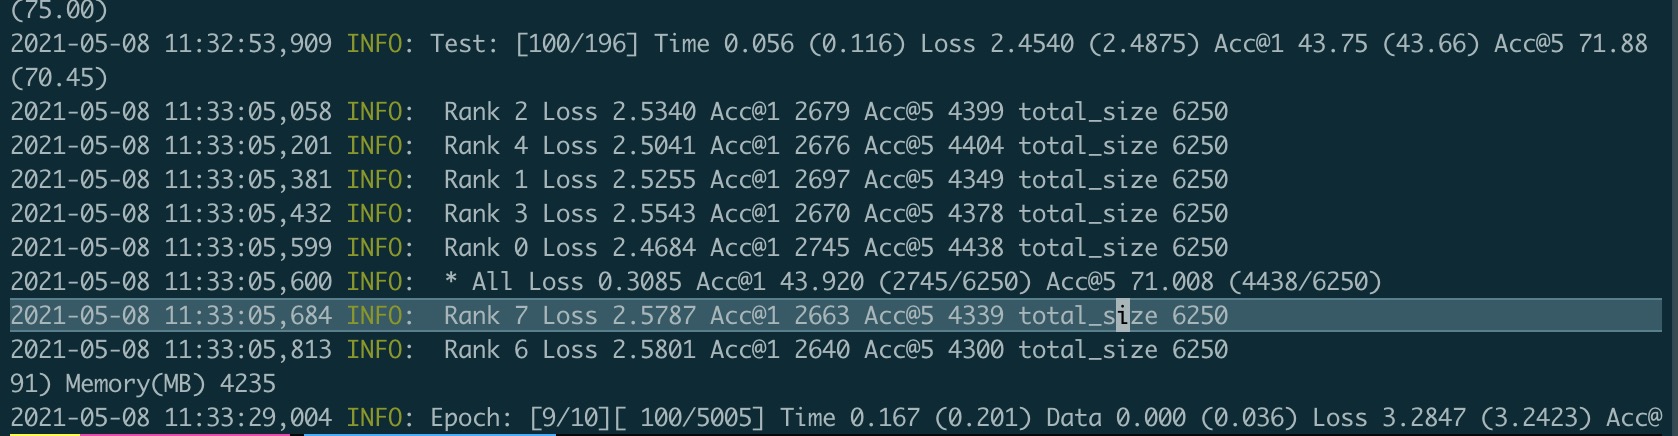 (75.00)
2021-05-08 11:32:53,909 INFO: Test: [100/196] Time 0.056 (0.116) Loss 2.4540 (2.4875) Acc@1 43.75 (43.66) Acc@5 71.88
(70.45)
2021-05-08 11:33:05,058 INFO:  Rank 2 Loss 2.5340 Acc@1 2679 Acc@5 4399 total_size 6250
2021-05-08 11:33:05,201 INFO:  Rank 4 Loss 2.5041 Acc@1 2676 Acc@5 4404 total_size 6250
2021-05-08 11:33:05,381 INFO:  Rank 1 Loss 2.5255 Acc@1 2697 Acc@5 4349 total_size 6250
2021-05-08 11:33:05,432 INFO:  Rank 3 Loss 2.5543 Acc@1 2670 Acc@5 4378 total_size 6250
2021-05-08 11:33:05,599 INFO:  Rank 0 Loss 2.4684 Acc@1 2745 Acc@5 4438 total_size 6250
2021-05-08 11:33:05,600 INFO:  * All Loss 0.3085 Acc@1 43.920 (2745/6250) Acc@5 71.008 (4438/6250)
2021-05-08 11:33:05,684 INFO:  Rank 7 Loss 2.5787 Acc@1 2663 Acc@5 4339 total_size 6250
2021-05-08 11:33:05,813 INFO:  Rank 6 Loss 2.5801 Acc@1 2640 Acc@5 4300 total_size 6250
91) Memory(MB) 4235
2021-05-08 11:33:29,004 INFO: Epoch: [9/10][ 100/5005] Time 0.167 (0.201) Data 0.000 (0.036) Loss 3.2847 (3.2423) Acc@